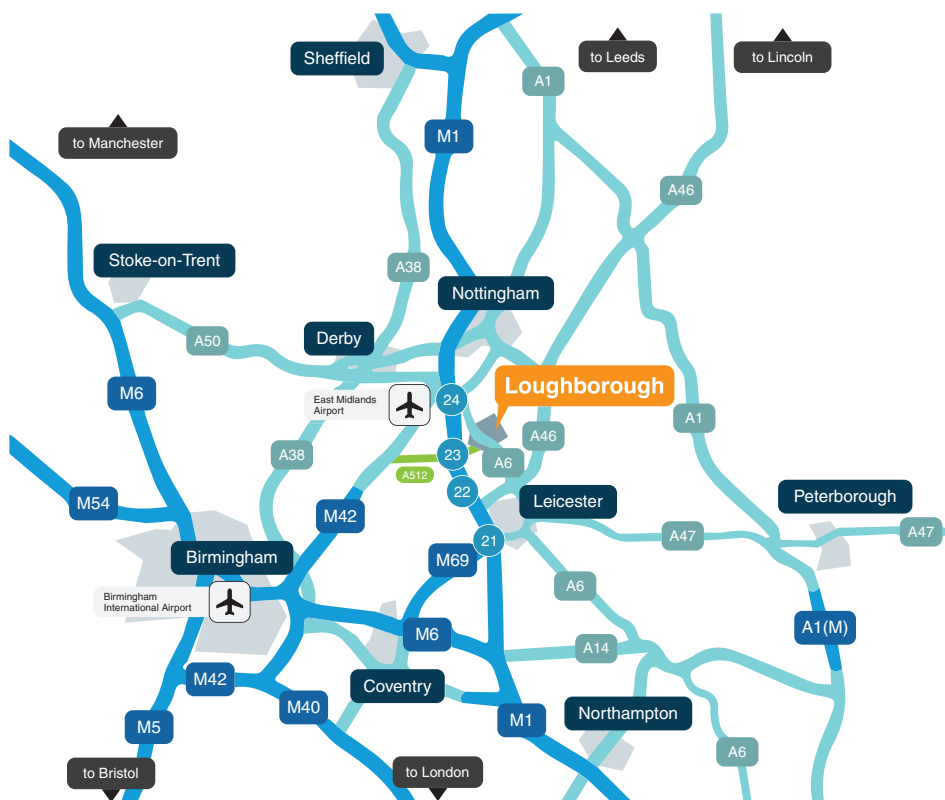 Sheffield
to Leeds
to Lincoln
A1
M1
to Manchester
A46
Stoke-on-Trent
A38
Nottingham
A50
Derby
Loughborough
M6
East Midlands
Airport
24
A1
A46
A38
23
A6
A512
22
Leicester
Peterborough
M54
M42
A47
A47
21
Birmingham
M69
A6
Birmingham
International Airport
M6
A1(M)
A14
M42
Coventry
M40
Northampton
M1
M5
A6
to Bristol
to London